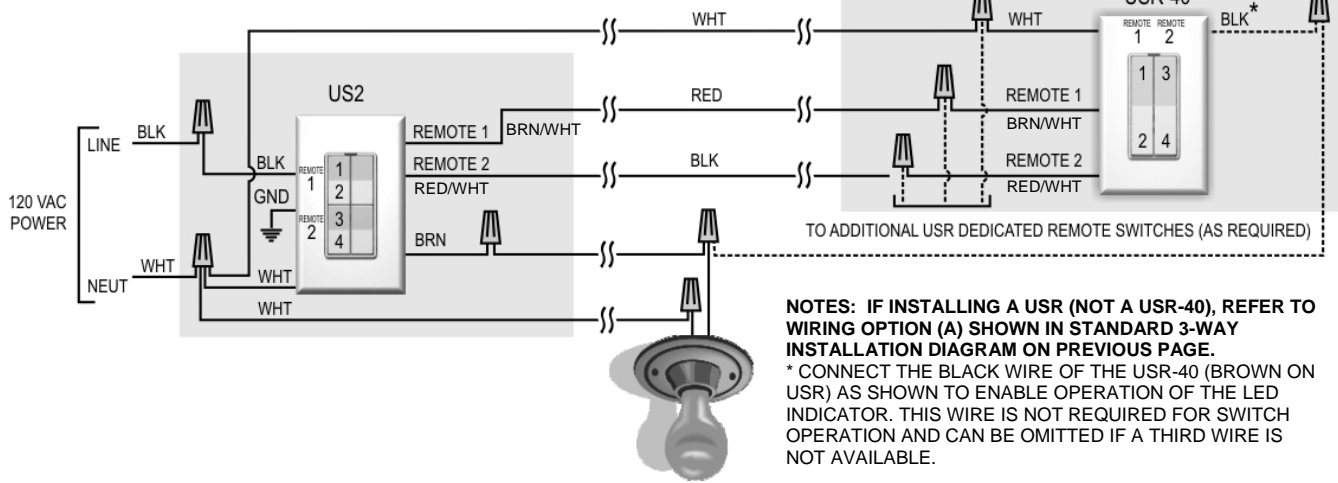 WHT
WHT
USR-40
REMOTE REMOTE
1 2
BLK*
1 3
2 4
US2
RED
REMOTE 1
BRN/WHT
LINE
BLK
BLK
REMOTE 1
BRN/WHT
REMOTE
1
1
2
REMOTE 2
RED/WHT
BLK
REMOTE 2
RED/WHT
120 VAC
POWER
GND
REMOTE
2
3
4
BRN
TO ADDITIONAL USR DEDICATED REMOTE SWITCHES (AS REQUIRED)
NEUT
WHT
WHT
WHT
NOTES: IF INSTALLING A USR (NOT A USR-40), REFER TO
WIRING OPTION (A) SHOWN IN STANDARD 3-WAY
INSTALLATION DIAGRAM ON PREVIOUS PAGE.
* CONNECT THE BLACK WIRE OF THE USR-40 (BROWN ON
USR) AS SHOWN TO ENABLE OPERATION OF THE LED
INDICATOR. THIS WIRE IS NOT REQUIRED FOR SWITCH
OPERATION AND CAN BE OMITTED IF A THIRD WIRE IS
NOT AVAILABLE.